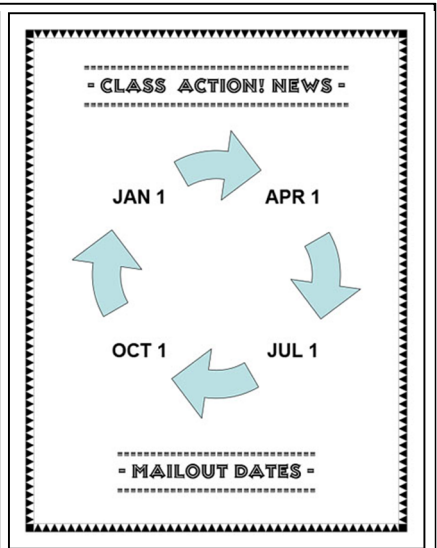 - CLASS ACTION! NEWS -
JAN 1 APR 1
OCT 1 JUL 1
- MAILOUT DATES -